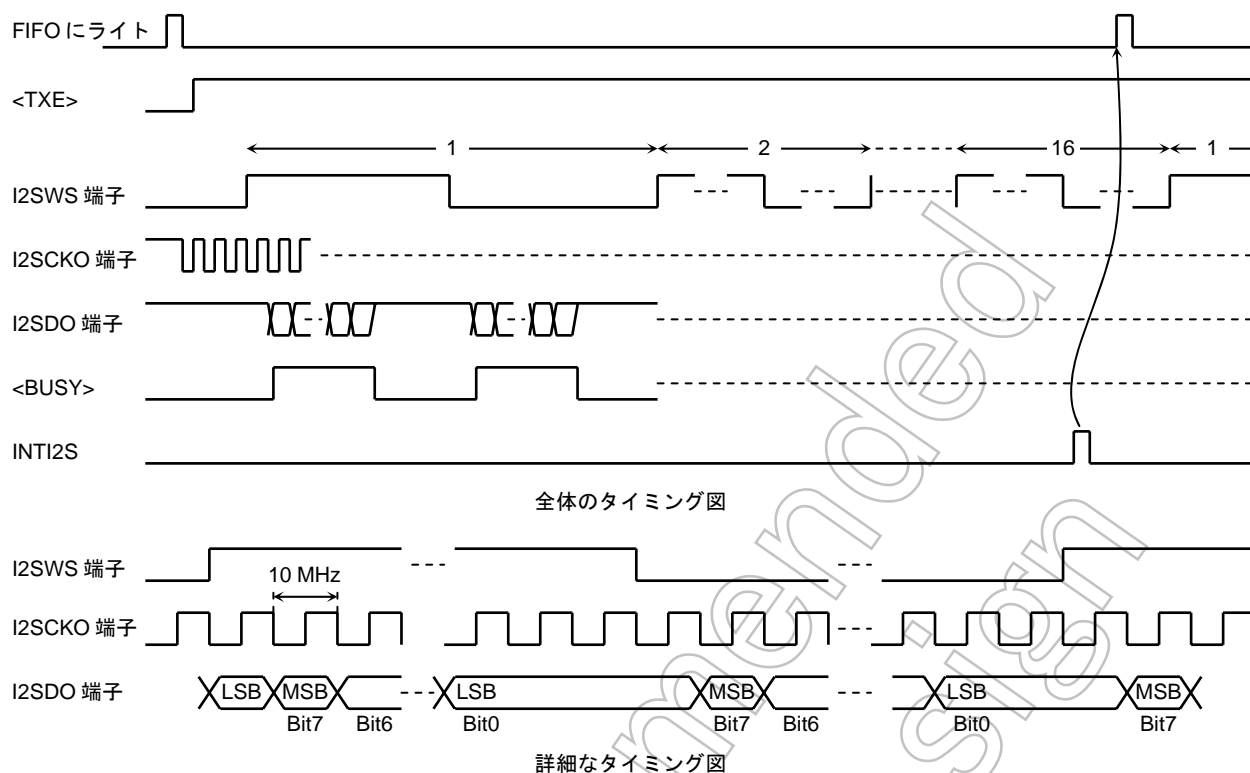 FIFO にライト
<TXE>
1 2 16 1
I2SWS 端子
I2SCKO 端子
I2SDO 端子
<BUSY>
INTI2S
全体のタイミング図
I2SWS 端子
10 MHz
I2SCKO 端子
I2SDO 端子 LSB MSB LSB MSB LSB MSB
Bit7 Bit6 Bit0 Bit7 Bit6 Bit0 Bit7
詳細なタイミング図
mended
sign